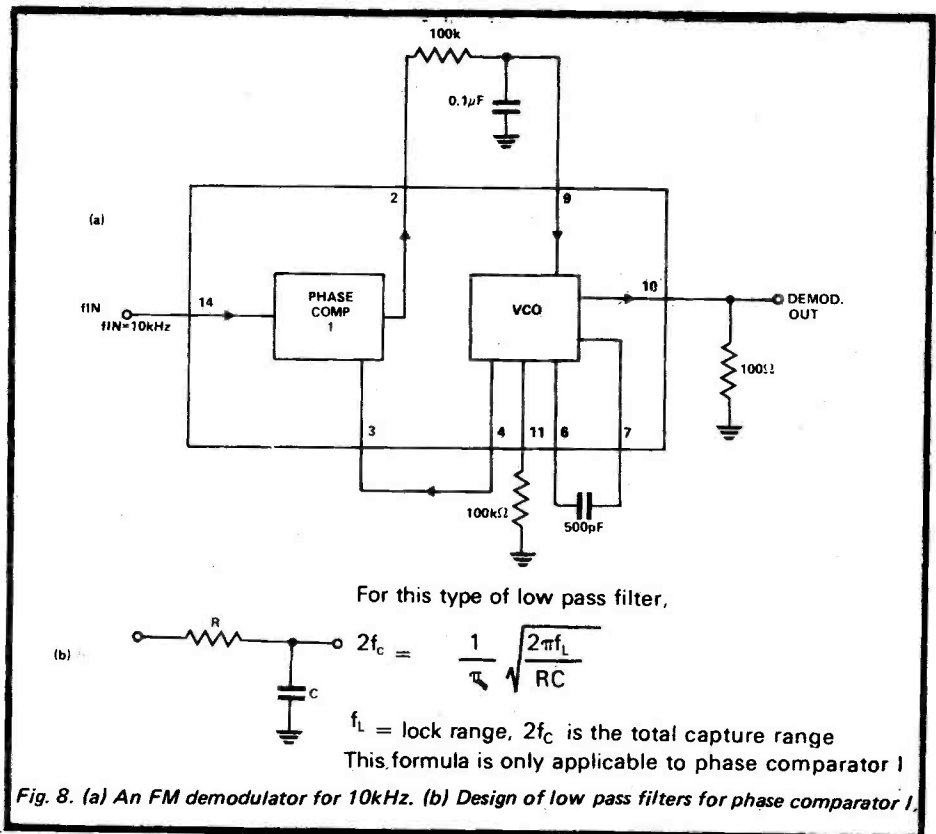 100k
0.1µF
2
9
(a)
fIN
fIN=10kHz
14
PHASE
COMP
1
VCO
10
DEMOD.
OUT
100Ω
3
4
11
6
7
100kΩ
500pF
For this type of low pass filter,
(b)
R
C
2fc = 1/π √(2πfL/RC)
fL = lock range, 2fc is the total capture range
This formula is only applicable to phase comparator I
Fig. 8. (a) An FM demodulator for 10kHz. (b) Design of low pass filters for phase comparator I.